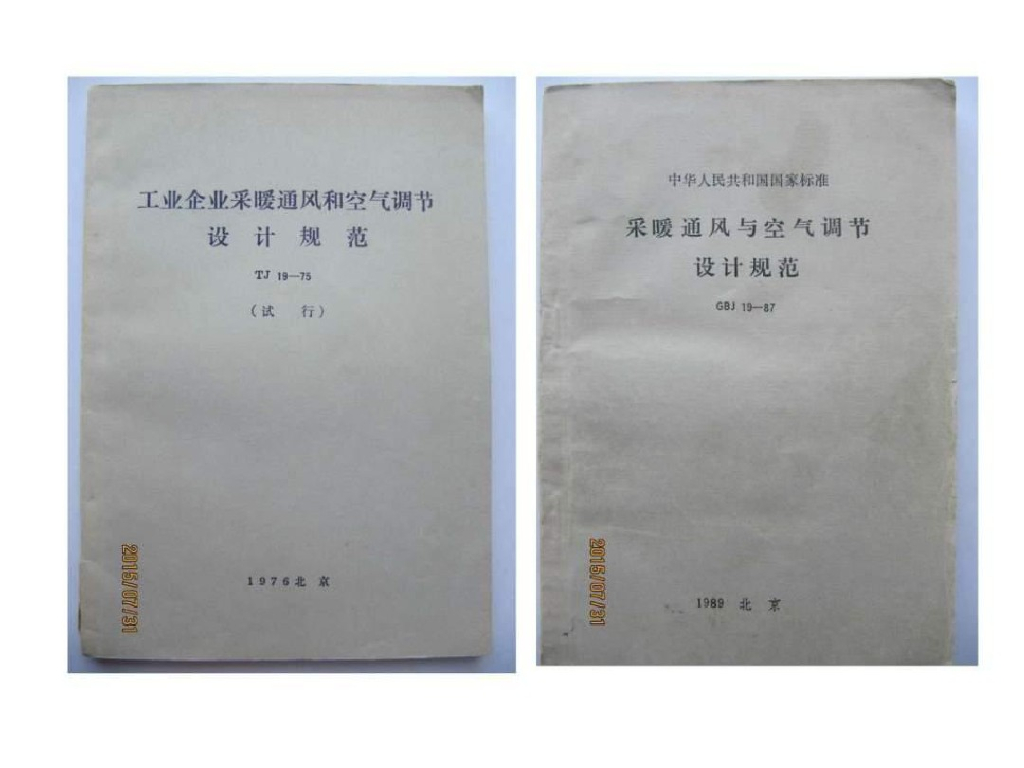 工业企业采暖通风和空气调节
设计规范
TJ 19—75
(试 行)
1976北京
2015/07/31
中华人民共和国国家标准
采暖通风与空气调节
设计规范
GBJ 19—87
1989 北京
2015/07/31